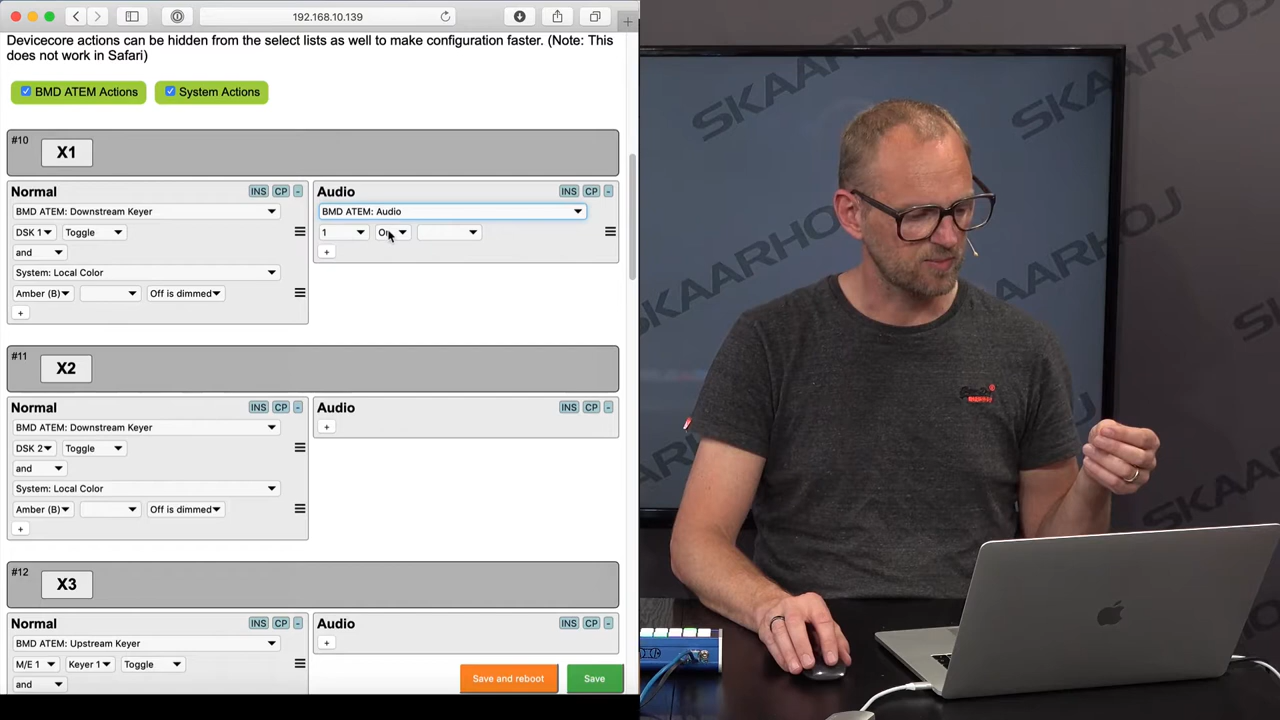 192.168.10.139
Devicecore actions can be hidden from the select lists as well to make configuration faster. (Note: This
does not work in Safari)
BMD ATEM Actions
System Actions
#10
X1
Normal
INS CP -
BMD ATEM: Downstream Keyer
DSK 1 Toggle
and
System: Local Color
Amber (B) Off is dimmed
+
Audio
INS CP -
BMD ATEM: Audio
1
+
#11
X2
Normal
INS CP -
BMD ATEM: Downstream Keyer
DSK 2 Toggle
and
System: Local Color
Amber (B) Off is dimmed
+
Audio
INS CP -
+
#12
X3
Normal
INS CP -
BMD ATEM: Upstream Keyer
M/E 1 Keyer 1 Toggle
and
Audio
INS CP -
+
Save and reboot
Save
SKAARHOJ
SKAARHOJ